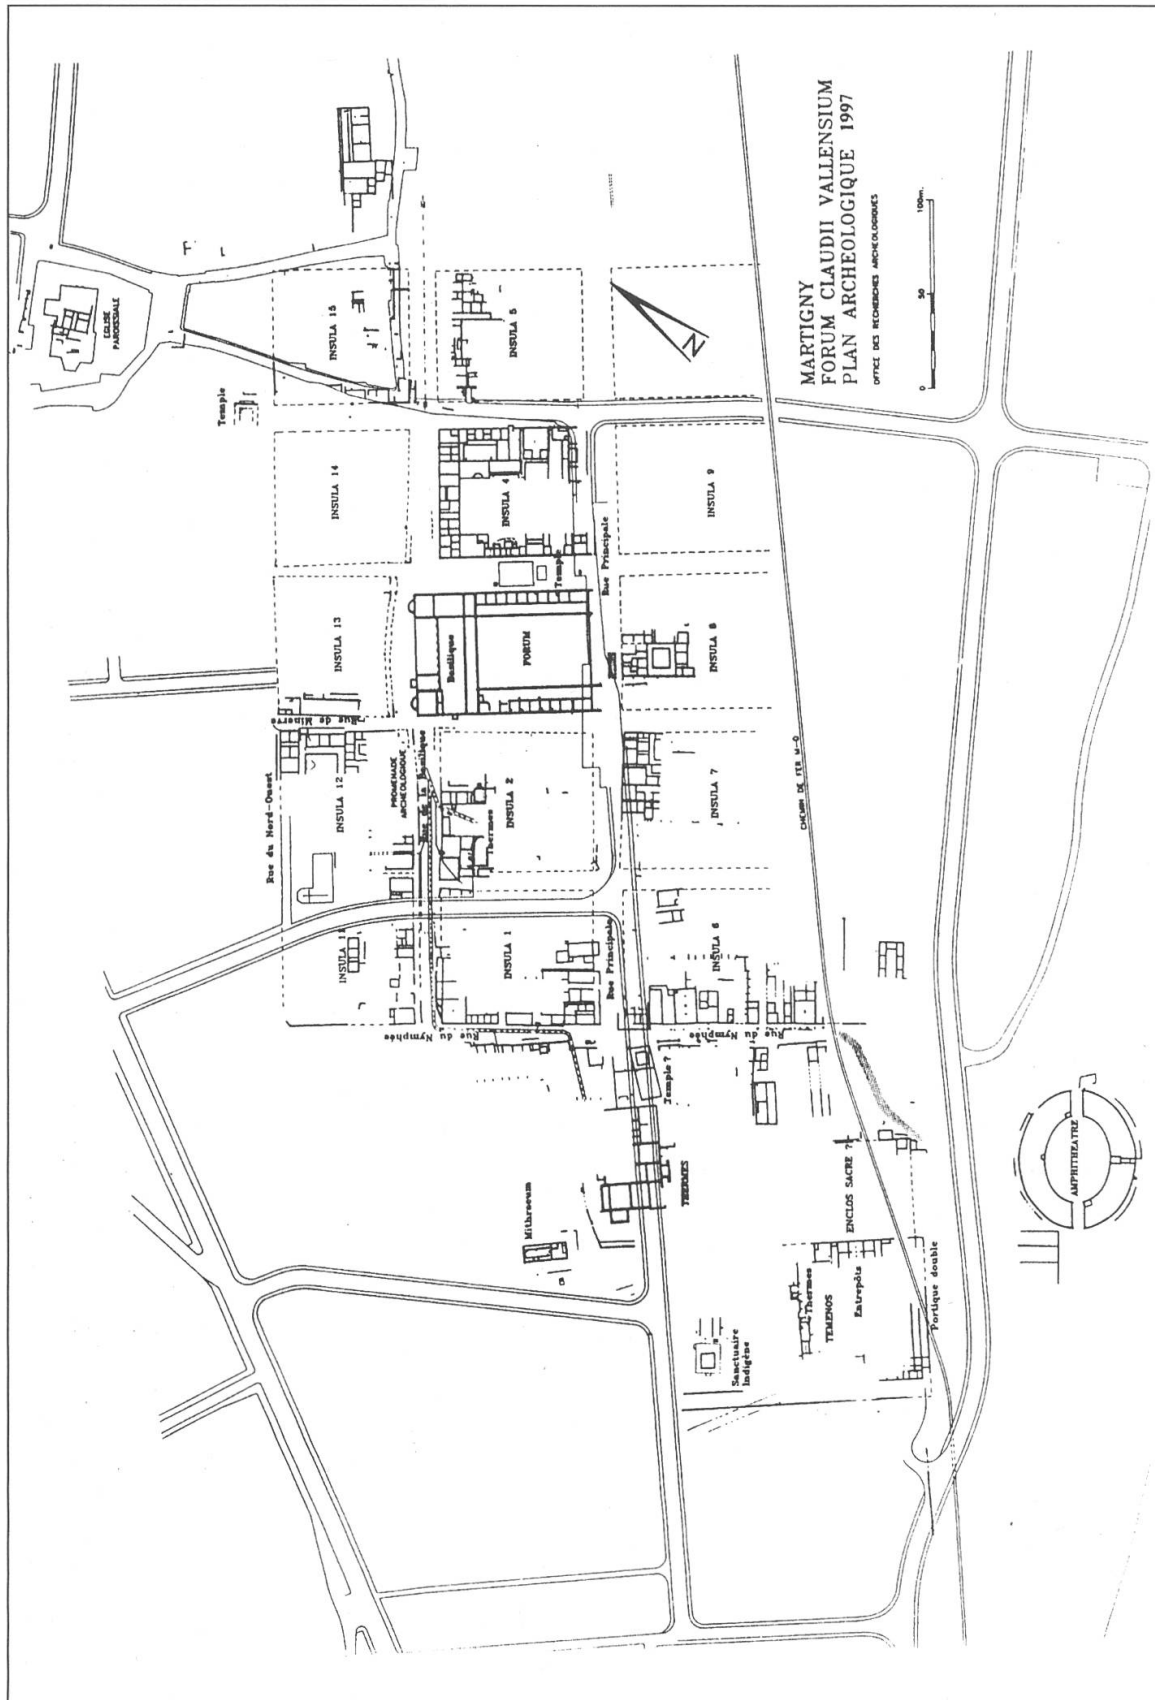 MARTIGNY
FORUM CLAUDII VALLENSIUM
PLAN ARCHEOLOGIQUE 1997
OFFICE DES RECHERCHES ARCHEOLOGIQUES
0
50
100m.
N
EGLISE
PAROISSIALE
Temple
INSULA 15
INSULA 5
INSULA 14
INSULA 4
INSULA 9
Rue Principale
Temple
INSULA 13
Basilique
FORUM
INSULA 8
Rue de Minerve
Rue du Nord-Ouest
INSULA 12
PROMENADE
ARCHEOLOGIQUE
Rue de la Basilique
INSULA 2
Thermes
INSULA 7
CHEMIN DE FER M-O
INSULA 11
INSULA 1
Rue Principale
INSULA 6
Rue du Nymphée
Rue du Nymphée
Temple ?
THERMES
Mithraeum
ENCLOS SACRE ?
AMPHITHEATRE
Thermes
TEMENOS
Entrepôts
Portique double
Sanctuaire
Indigène